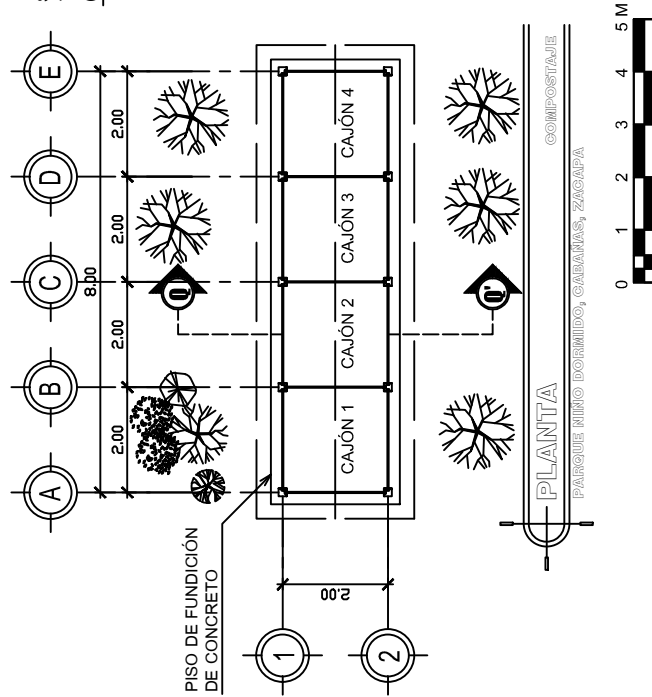 A
B
C
D
E
8.00
2.00
2.00
2.00
2.00
Q
PISO DE FUNDICIÓN
DE CONCRETO
1
2
2.00
CAJÓN 1
CAJÓN 2
CAJÓN 3
CAJÓN 4
Q'
PLANTA
COMPOSTAJE
PARQUE NIÑO DORMIDO, CABAÑAS, ZACAPA
0 1 2 3 4 5 M